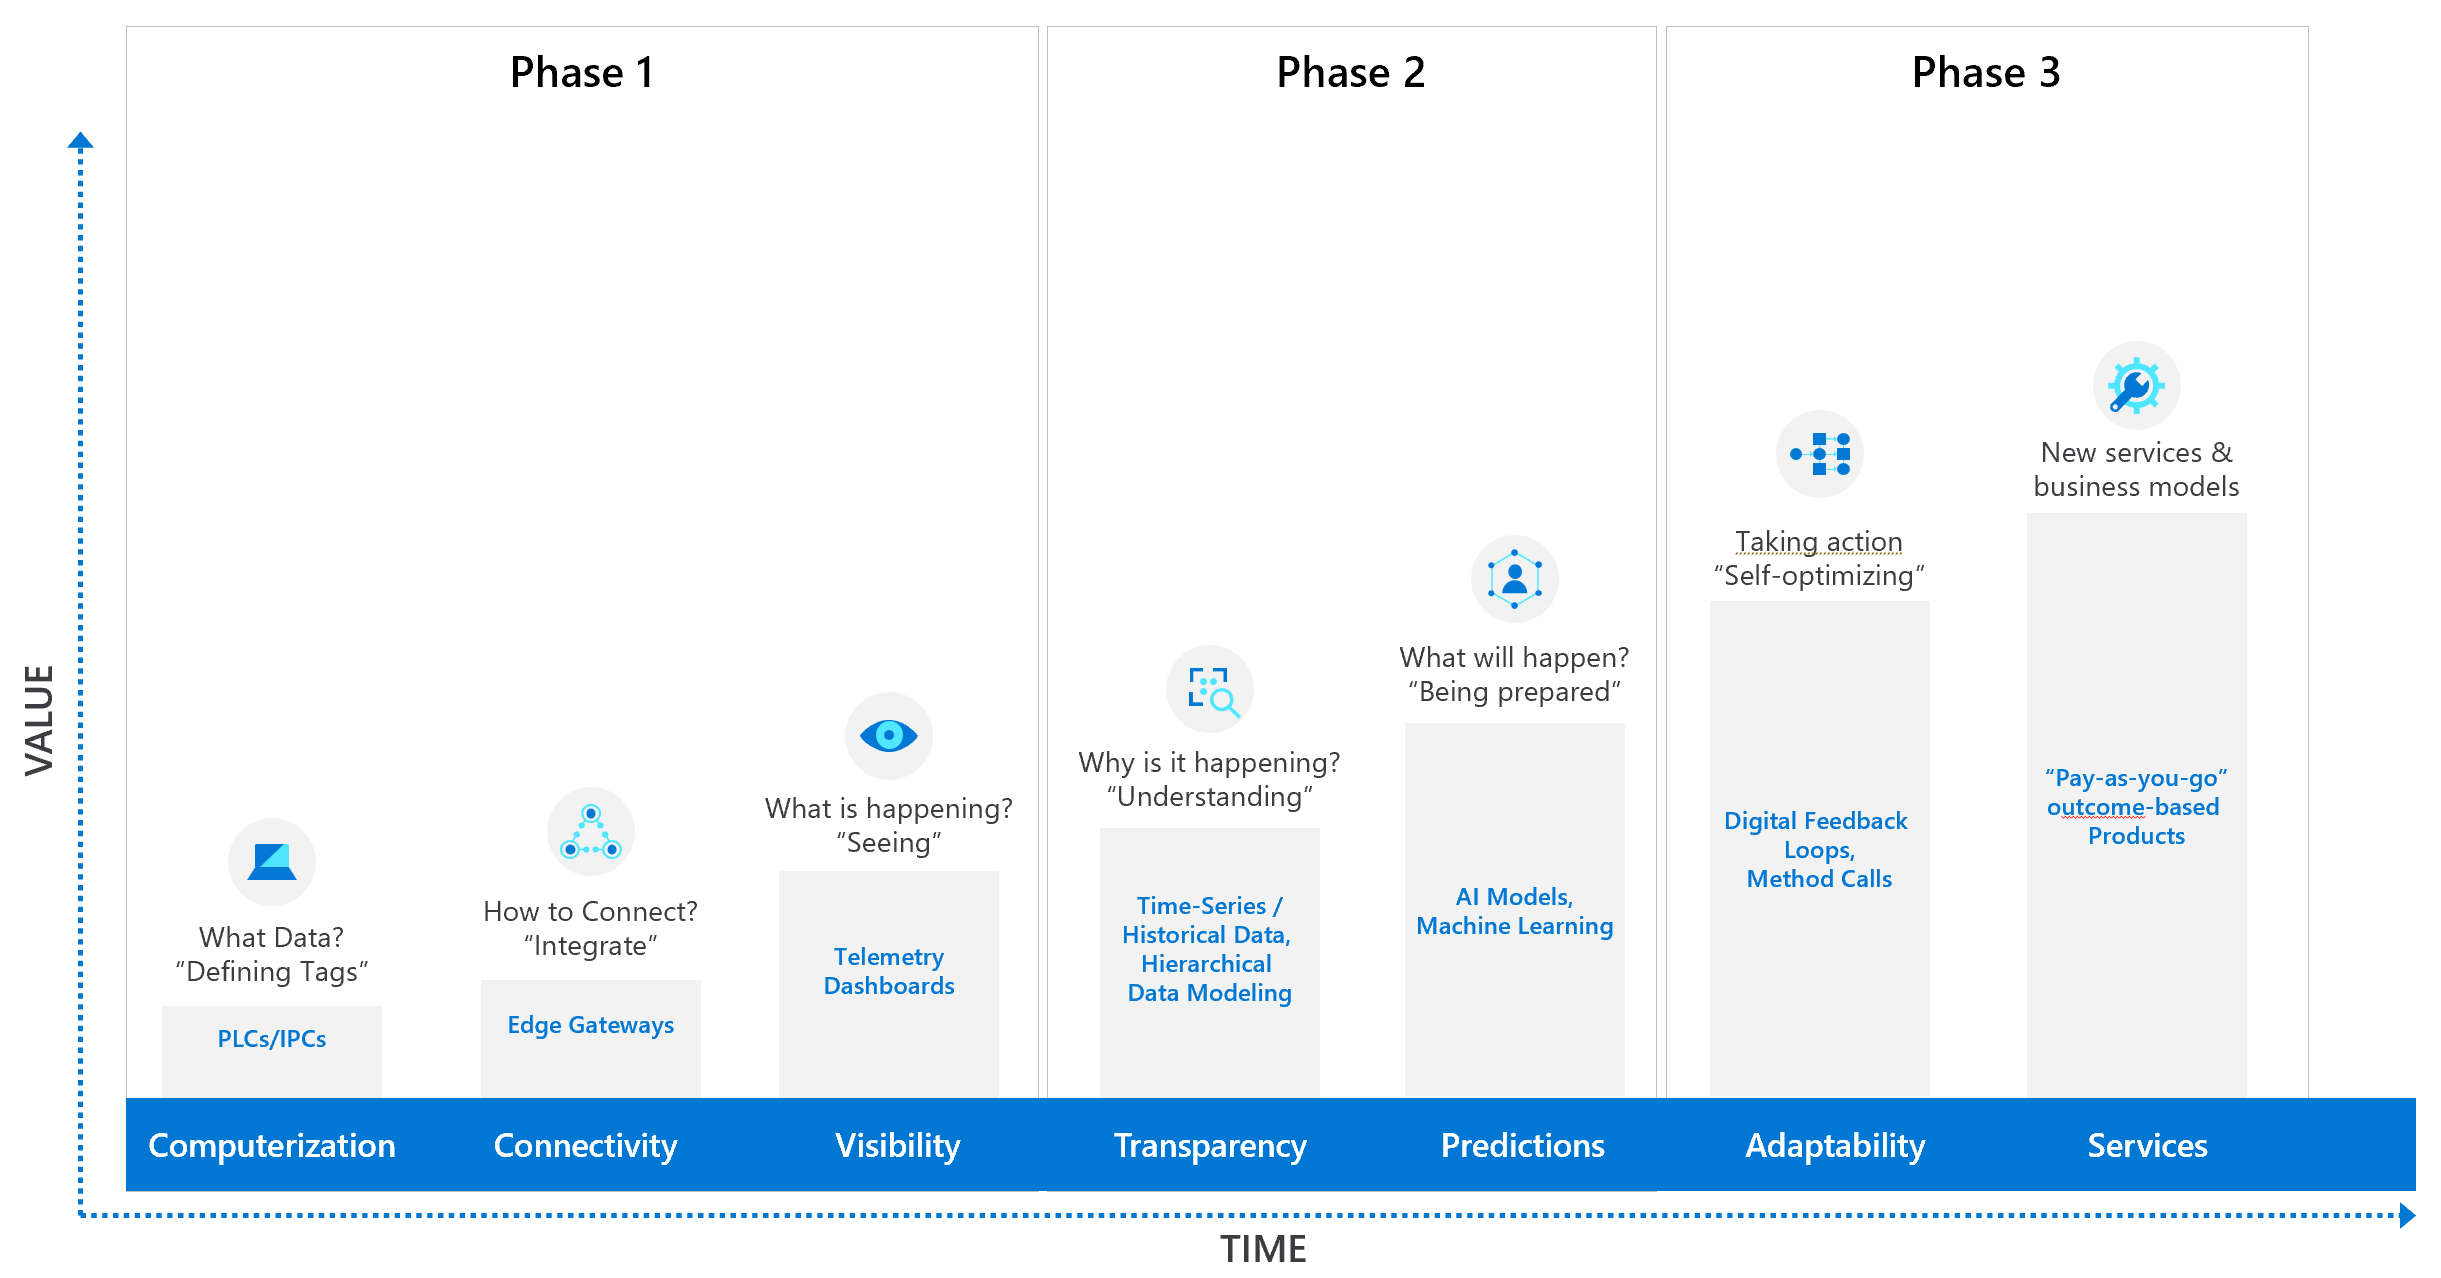 Phase 1
Phase 2
Phase 3
VALUE
What Data?
“Defining Tags”
PLCs/IPCs
Computerization
How to Connect?
“Integrate”
Edge Gateways
Connectivity
What is happening?
“Seeing”
Telemetry
Dashboards
Visibility
Why is it happening?
“Understanding”
Time-Series /
Historical Data,
Hierarchical
Data Modeling
Transparency
What will happen?
“Being prepared”
AI Models,
Machine Learning
Predictions
Taking action
“Self-optimizing”
Digital Feedback
Loops,
Method Calls
Adaptability
New services &
business models
“Pay-as-you-go”
outcome-based
Products
Services
TIME